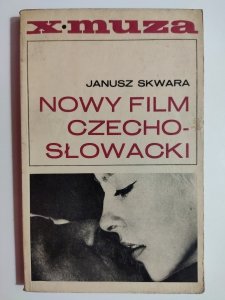 x·muza
JANUSZ SKWARA
NOWY FILM
CZECHO-
SŁOWACKI